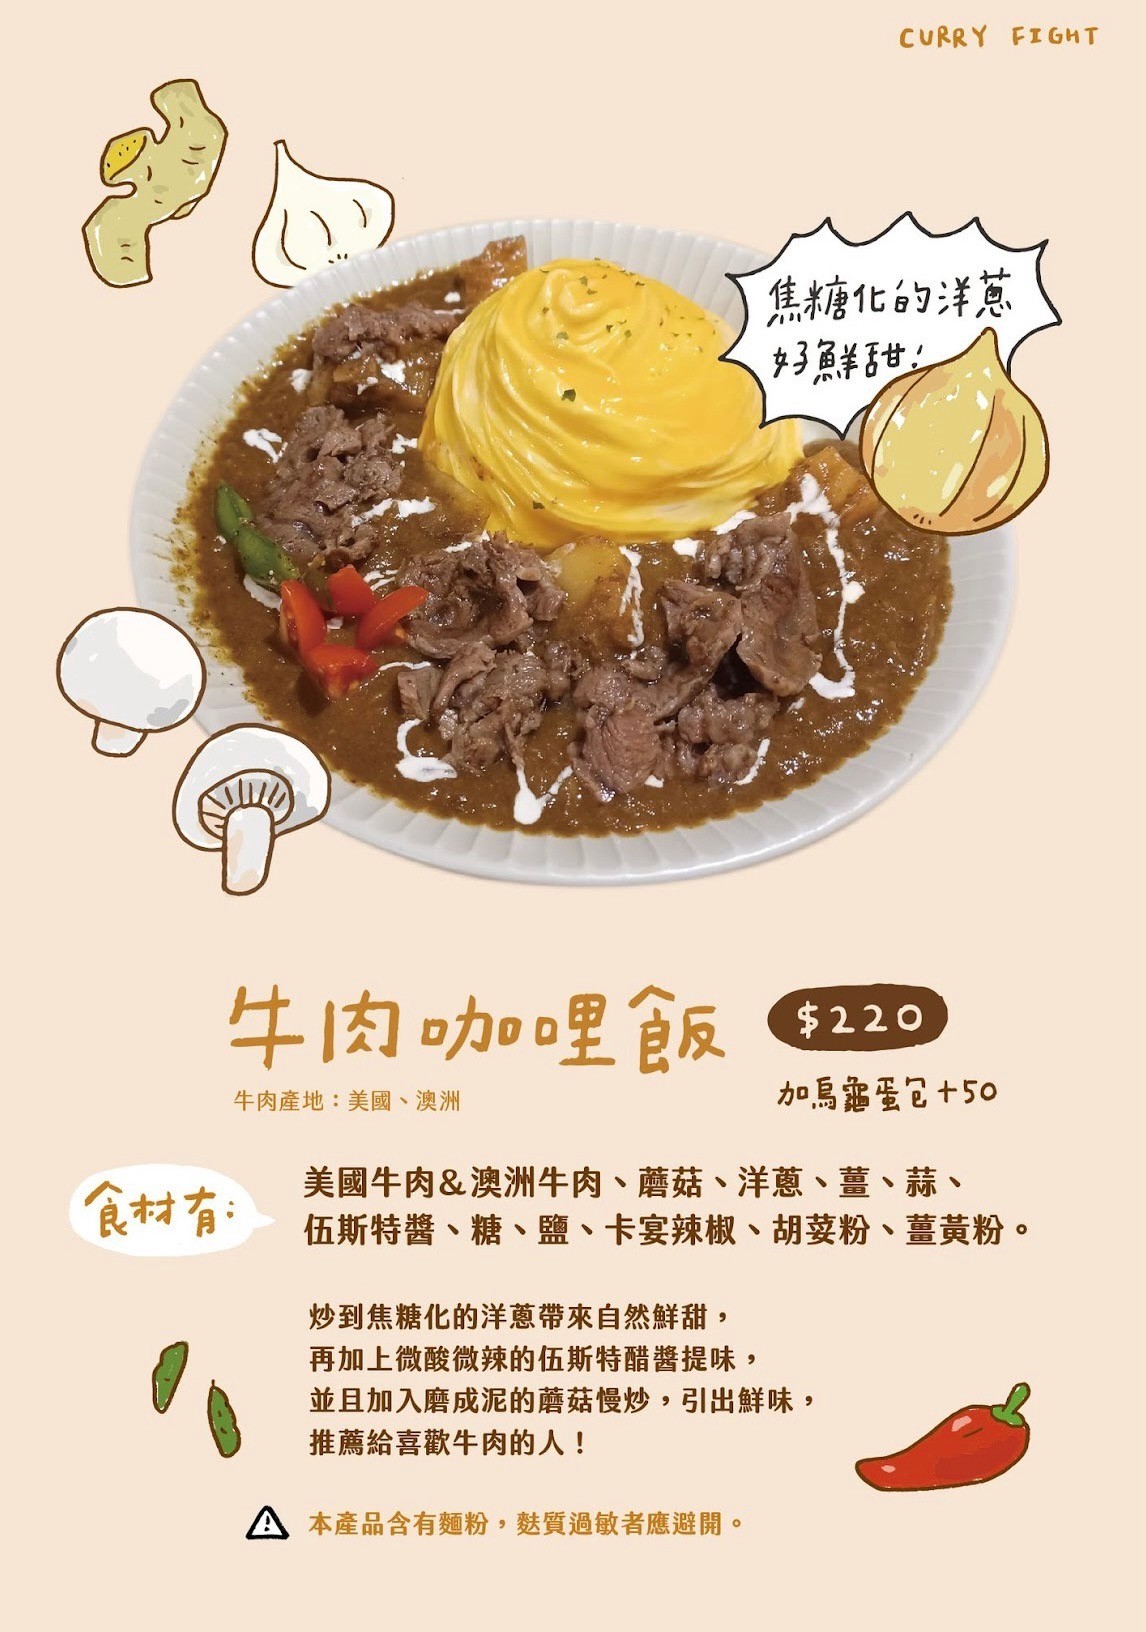 CURRY FIGHT
焦糖化的洋蔥
好鮮甜！
牛肉咖哩飯
$220
牛肉產地：美國、澳洲
加烏龜蛋包+50
食材有：
美國牛肉&澳洲牛肉、蘑菇、洋蔥、薑、蒜、
伍斯特醬、糖、鹽、卡宴辣椒、胡荽粉、薑黃粉。
炒到焦糖化的洋蔥帶來自然鮮甜，
再加上微酸微辣的伍斯特醋醬提味，
並且加入磨成泥的蘑菇慢炒，引出鮮味，
推薦給喜歡牛肉的人！
本產品含有麵粉，麩質過敏者應避開。